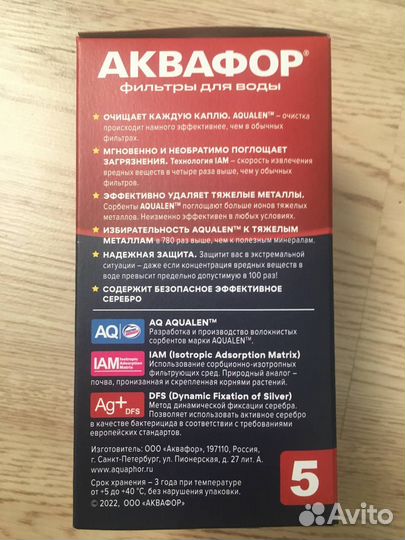 АКВАФОР®
фильтры для воды
★ ОЧИЩАЕТ КАЖДУЮ КАПЛЮ. AQUALEN™ – очистка
происходит намного эффективнее, чем в обычных
фильтрах.
★ МГНОВЕННО И НЕОБРАТИМО ПОГЛОЩАЕТ
ЗАГРЯЗНЕНИЯ. Технология IAM – скорость извлечения
вредных веществ в четыре раза выше, чем у обычных
фильтров.
★ ЭФФЕКТИВНО УДАЛЯЕТ ТЯЖЕЛЫЕ МЕТАЛЛЫ.
Сорбенты AQUALEN™ поглощают больше ионов тяжелых
металлов. Неизменно эффективен в любых условиях.
★ ИЗБИРАТЕЛЬНОСТЬ AQUALEN™ К ТЯЖЕЛЫМ
МЕТАЛЛАМ в 780 раз выше, чем к полезным минералам.
★ НАДЕЖНАЯ ЗАЩИТА. Защитит вас в экстремальной
ситуации – даже если концентрация вредных веществ в
воде превысит предельно допустимую в 100 раз!
★ СОДЕРЖИТ БЕЗОПАСНОЕ ЭФФЕКТИВНОЕ
СЕРЕБРО
AQ
AQ AQUALEN™
Разработка и производство волокнистых
сорбентов марки AQUALEN™.
IAM Isotropic Adsorption Matrix
IAM (Isotropic Adsorption Matrix)
Использование сорбционно-изотропных
фильтрующих сред. Природный аналог –
почва, пронизанная и скрепленная корнями растений.
Ag+ DFS
DFS (Dynamic Fixation of Silver)
Метод динамической фиксации серебра.
Позволяет использовать активное серебро
в качестве бактерицида в соответствии с требованиями
европейских стандартов.
Изготовитель: ООО «Аквафор», 197110, Россия,
г. Санкт-Петербург, ул. Пионерская, д. 27 лит. А.
www.aquaphor.ru
Срок хранения – 3 года при температуре
от +5 до +40 °С, без нарушения упаковки.
© 2022, ООО «АКВАФОР»
5
Avito